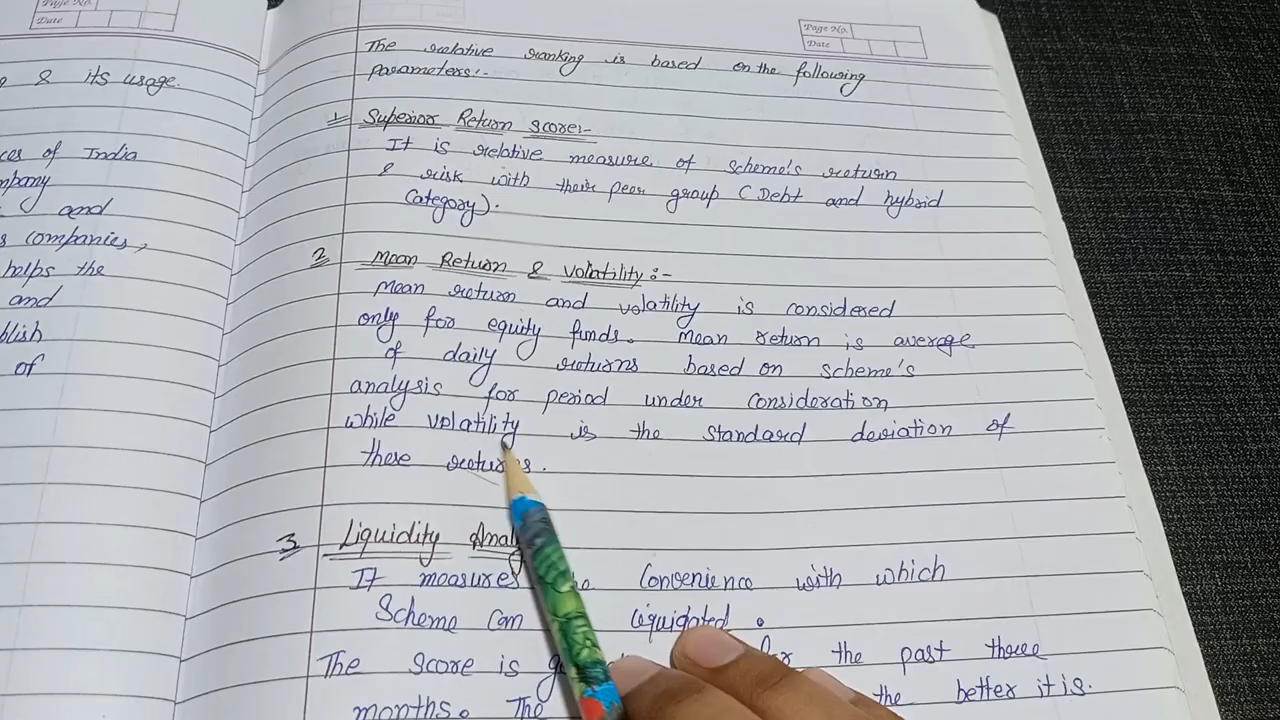 Page No.
Date
& its usage.
of India
and
companies,
helps the
and
of
Page No.
Date
The relative ranking is based on the following
Parameters:-
1 Superior Return score:-
It is relative measure of scheme's return
& risk with their peer group (Debt and hybrid
Category).
2 Mean Return & volatility:-
Mean return and volatility is considered
only for equity funds. Mean return is average
of daily returns based on scheme's
analysis for period under consideration
while volatility is the standard deviation of
these returns.
3 Liquidity
It measures Convenience with which
Scheme can liquidated.
The score is the past three
months. The the better it is.